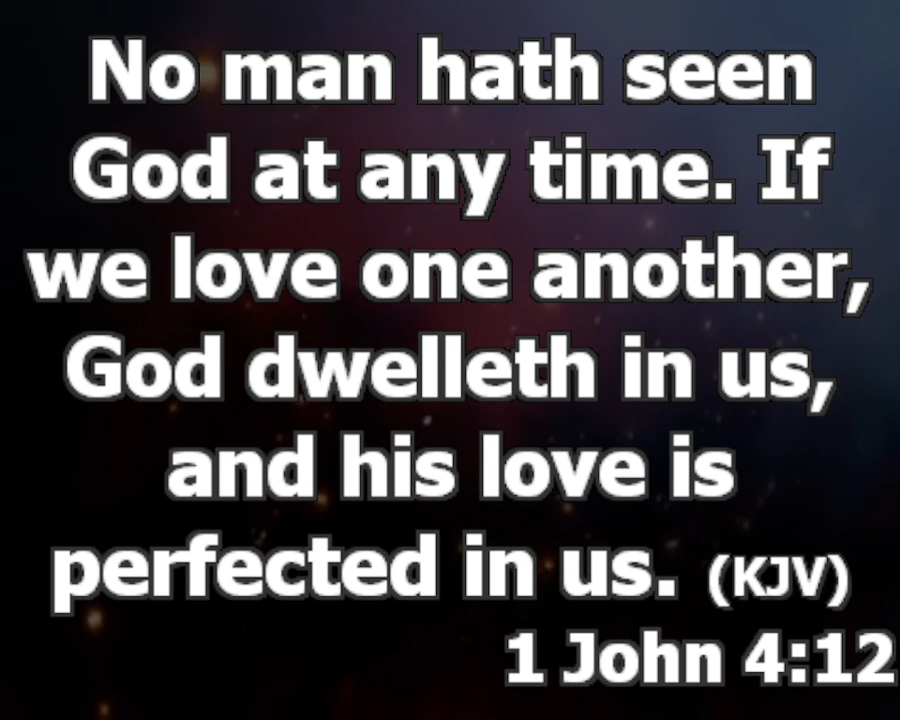 No man hath seen
God at any time. If
we love one another,
God dwelleth in us,
and his love is
perfected in us. (KJV)
1 John 4:12